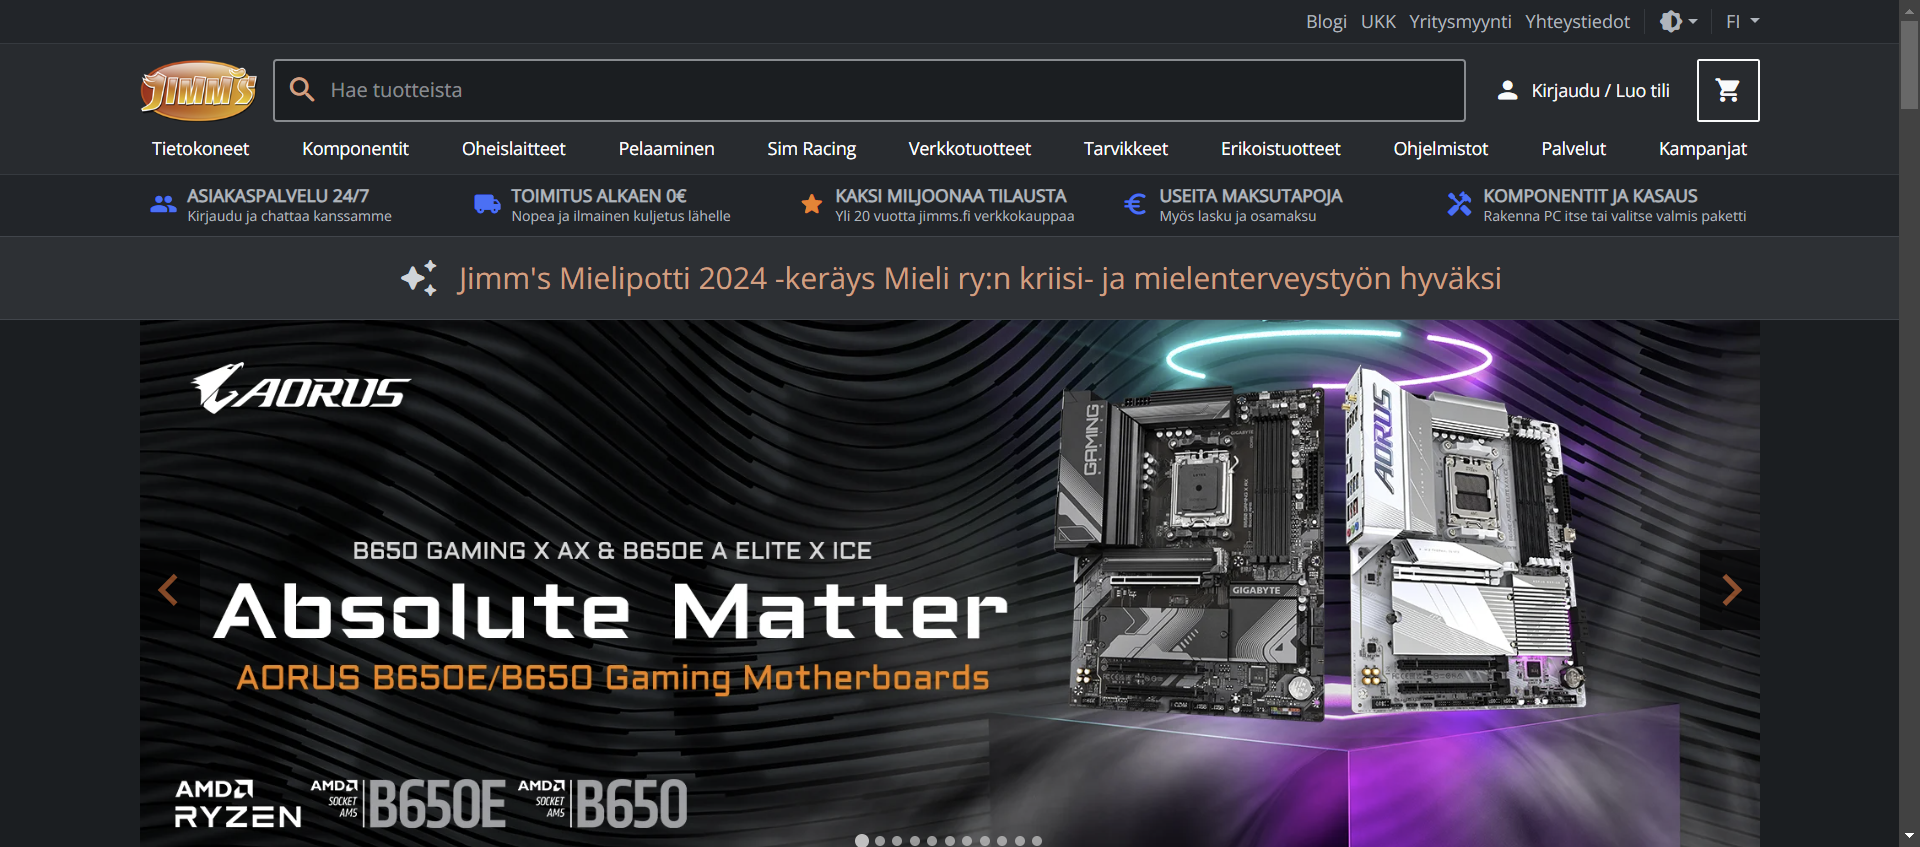 Blogi UKK Yritysmyynti Yhteystiedot FI
JIMM'S
Hae tuotteista
Kirjaudu / Luo tili
Tietokoneet Komponentit Oheislaitteet Pelaaminen Sim Racing Verkkotuotteet Tarvikkeet Erikoistuotteet Ohjelmistot Palvelut Kampanjat
ASIAKASPALVELU 24/7
Kirjaudu ja chattaa kanssamme
TOIMITUS ALKAEN 0€
Nopea ja ilmainen kuljetus lähelle
KAKSI MILJOONAA TILAUSTA
Yli 20 vuotta jimms.fi verkkokauppaa
USEITA MAKSUTAPOJA
Myös lasku ja osamaksu
KOMPONENTIT JA KASAUS
Rakenna PC itse tai valitse valmis paketti
Jimm's Mielipotti 2024 -keräys Mieli ry:n kriisi- ja mielenterveystyön hyväksi
AORUS
B650 GAMING X AX & B650E A ELITE X ICE
Absolute Matter
AORUS B650E/B650 Gaming Motherboards
AMD
RYZEN
AMD
SOCKET
AM5
B650E
AMD
SOCKET
AM5
B650
GAMING
GIGABYTE
AORUS